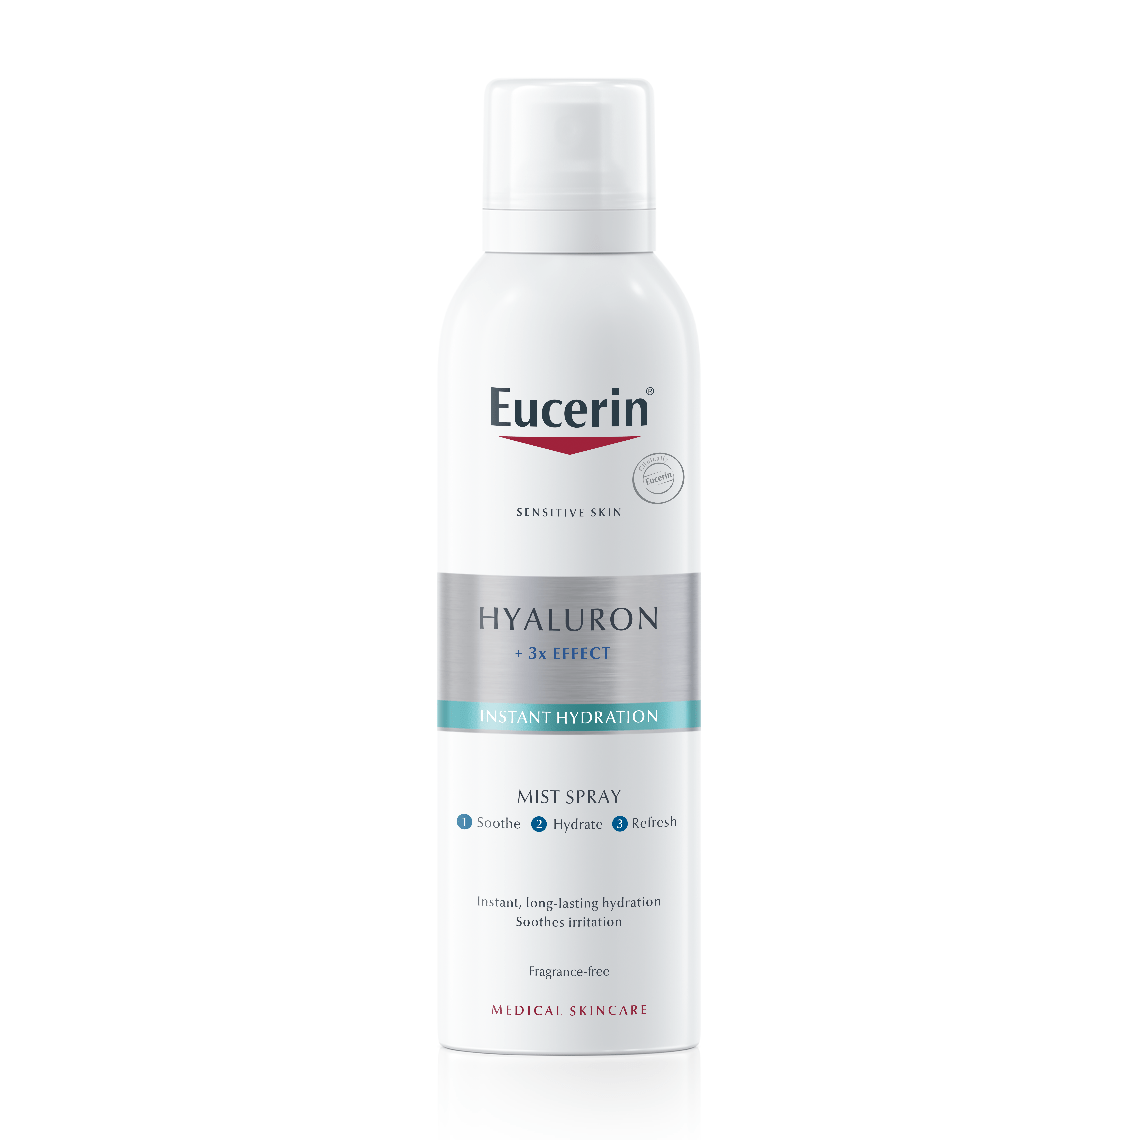 Eucerin®
Eucerin
SENSITIVE SKIN
HYALURON
+ 3x EFFECT
INSTANT HYDRATION
MIST SPRAY
1 Soothe 2 Hydrate 3 Refresh
Instant, long-lasting hydration
Soothes irritation
Fragrance-free
MEDICAL SKINCARE